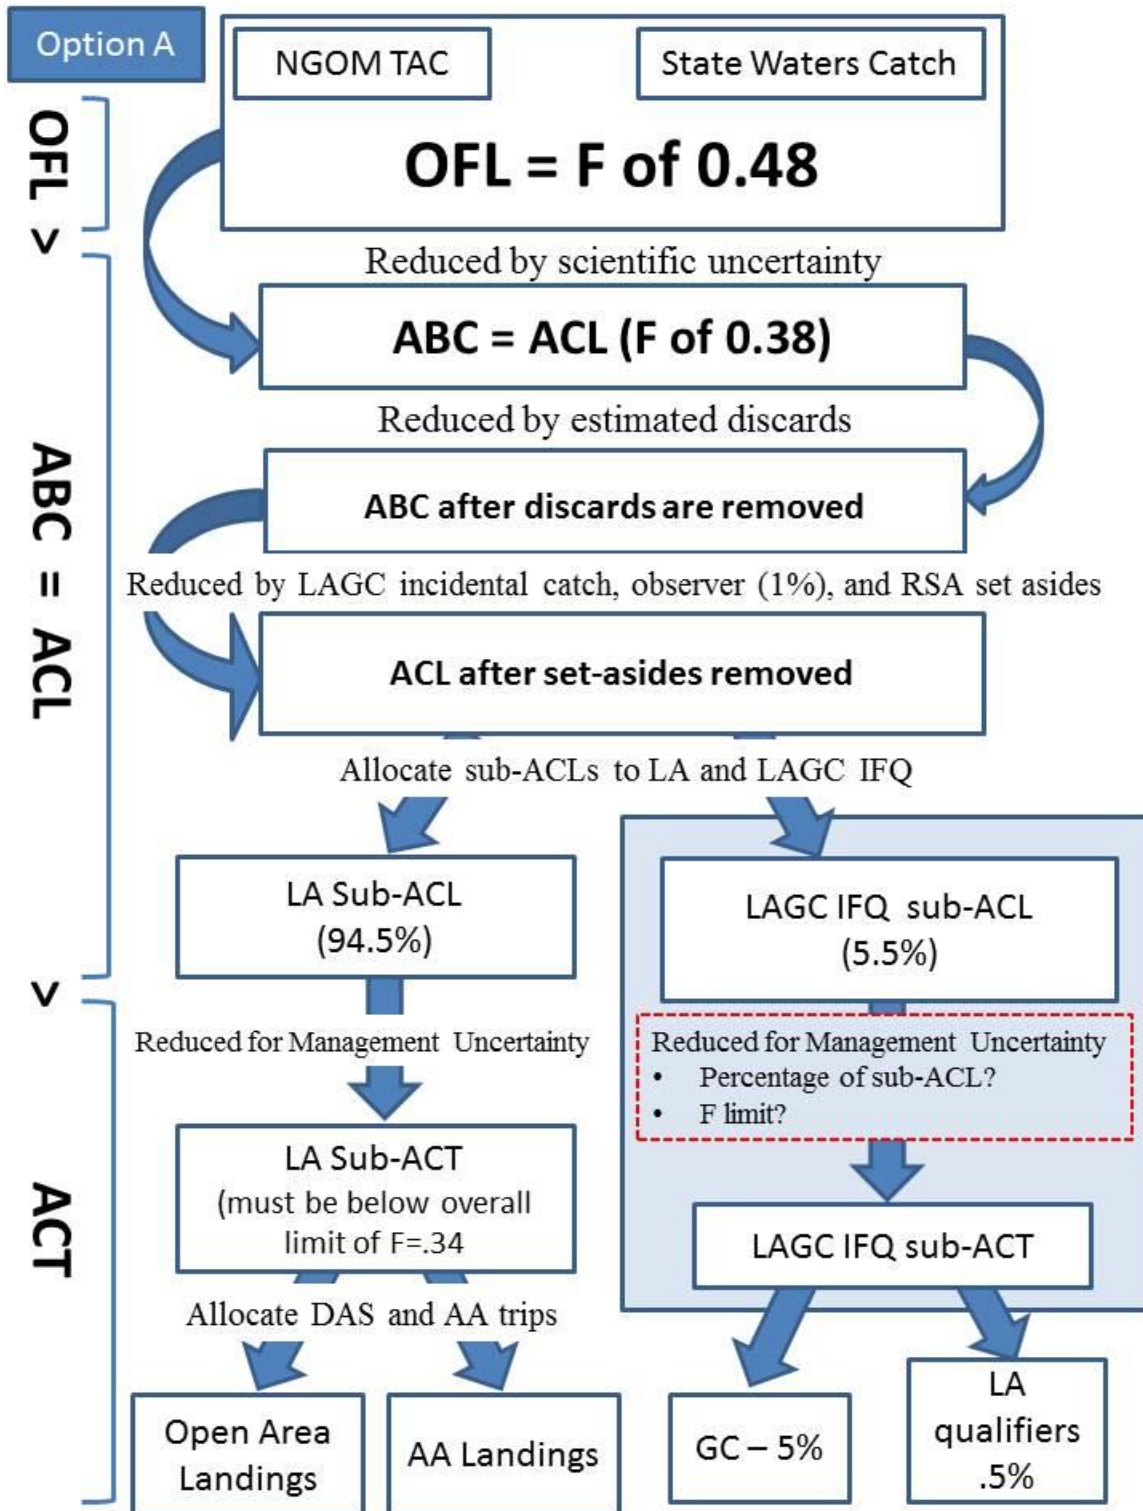 Option A
NGOM TAC
State Waters Catch
OFL = F of 0.48
OFL
>
Reduced by scientific uncertainty
ABC = ACL (F of 0.38)
Reduced by estimated discards
ABC after discards are removed
ABC = ACL
Reduced by LAGC incidental catch, observer (1%), and RSA set asides
ACL after set-asides removed
Allocate sub-ACLs to LA and LAGC IFQ
LA Sub-ACL
(94.5%)
LAGC IFQ sub-ACL
(5.5%)
>
Reduced for Management Uncertainty
Reduced for Management Uncertainty
• Percentage of sub-ACL?
• F limit?
ACT
LA Sub-ACT
(must be below overall
limit of F=.34
LAGC IFQ sub-ACT
Allocate DAS and AA trips
Open Area
Landings
AA Landings
GC – 5%
LA
qualifiers
.5%